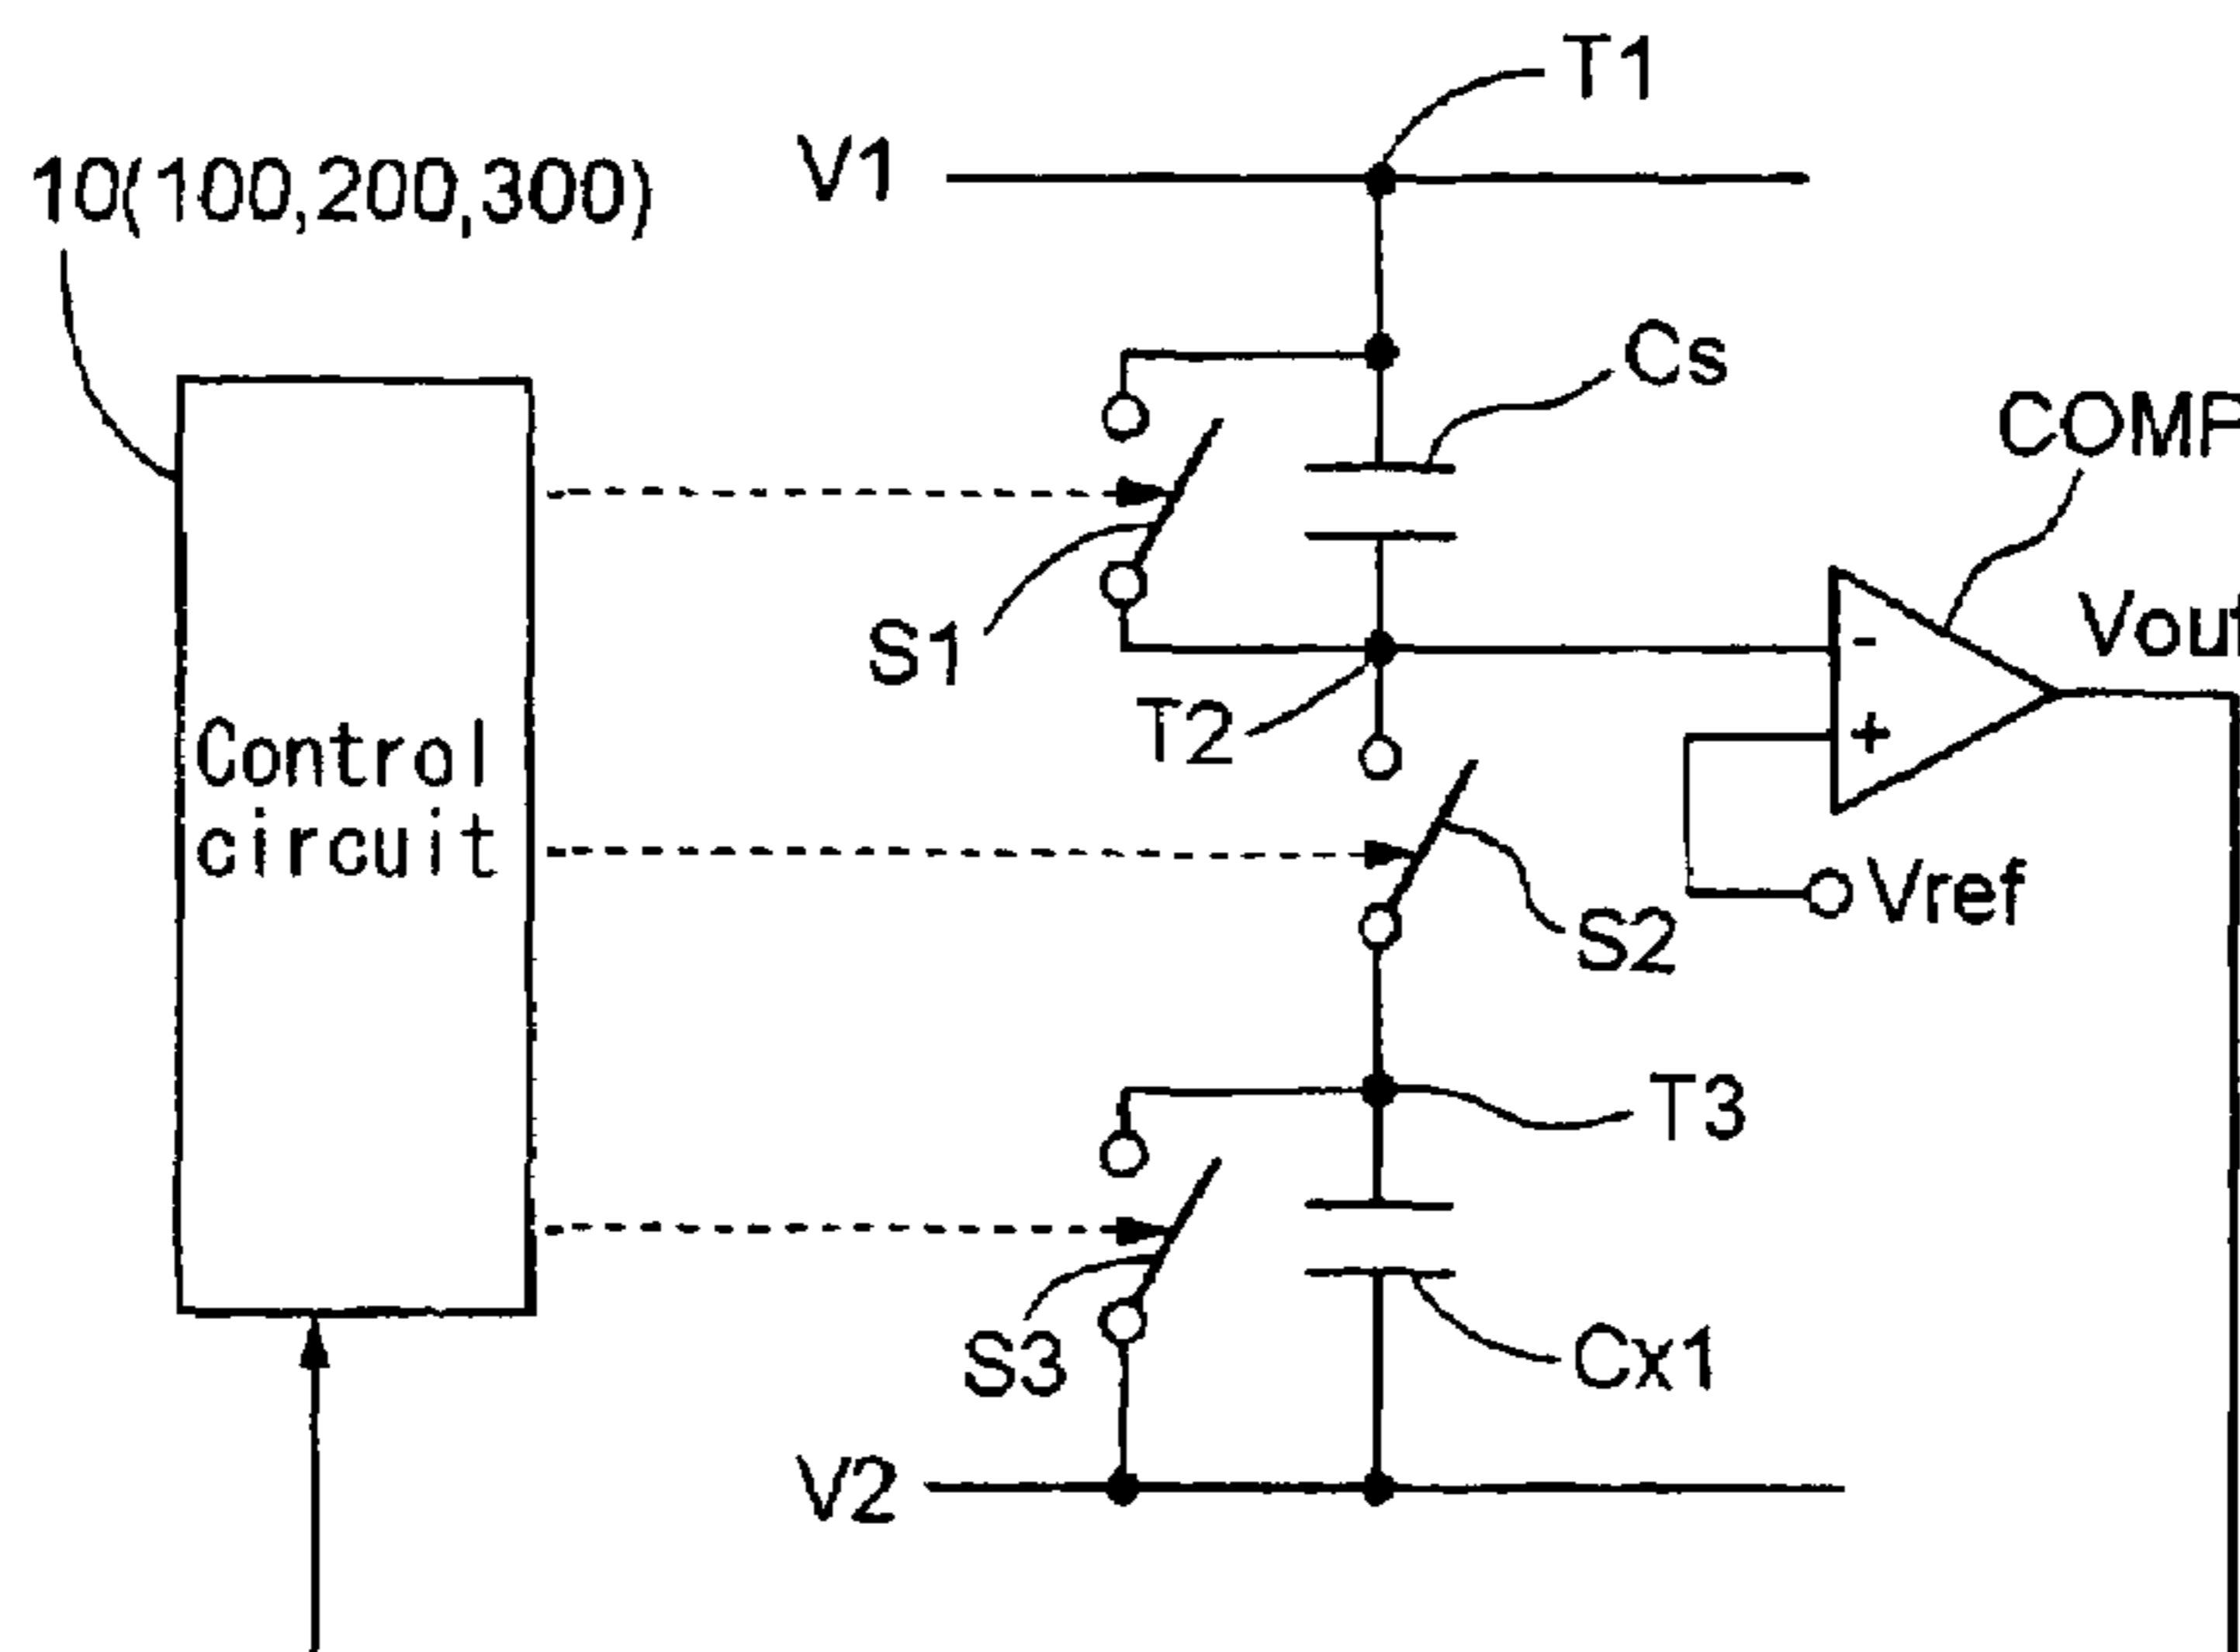 T1
V1
10(100,200,300)
Cs
COMP
Vout
S1
-
T2
+
Control
circuit
Vref
S2
T3
S3
Cx1
V2